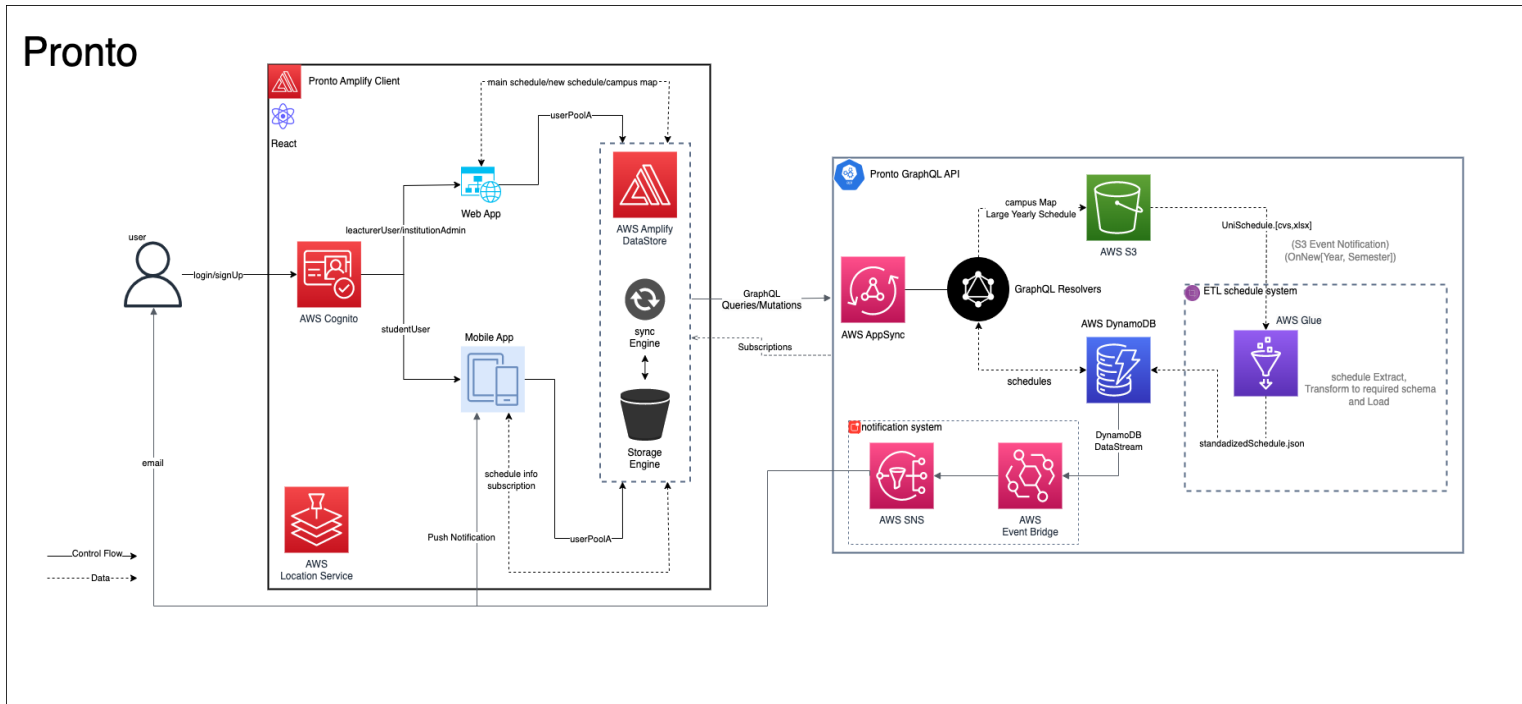 Pronto
Pronto Amplify Client
React
main schedule/new schedule/campus map
userPoolA
Web App
leacturerUser/institutionAdmin
user
login/signUp
AWS Cognito
studentUser
Mobile App
AWS Amplify
DataStore
sync
Engine
Storage
Engine
schedule info
subscription
Push Notification
userPoolA
email
AWS
Location Service
Control Flow
Data
GraphQL
Queries/Mutations
Subscriptions
Pronto GraphQL API
campus Map
Large Yearly Schedule
AWS S3
UniSchedule.[cvs,xlsx]
(S3 Event Notification)
(OnNew[Year, Semester])
AWS AppSync
GraphQL Resolvers
schedules
AWS DynamoDB
ETL schedule system
AWS Glue
schedule Extract,
Transform to required schema
and Load
standadizedSchedule.json
DynamoDB
DataStream
notification system
AWS SNS
AWS
Event Bridge